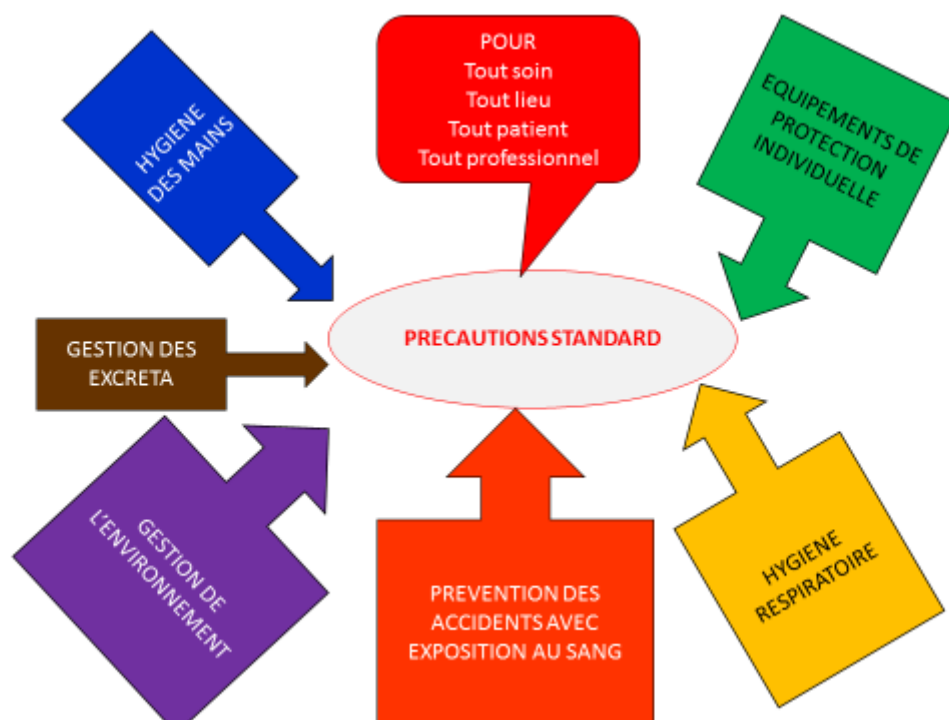 POUR
Tout soin
Tout lieu
Tout patient
Tout professionnel
HYGIENE
DES MAINS
EQUIPEMENTS DE
PROTECTION
INDIVIDUELLE
PRECAUTIONS STANDARD
GESTION DES
EXCRETA
GESTION DE
L'ENVIRONNEMENT
PREVENTION DES
ACCIDENTS AVEC
EXPOSITION AU SANG
HYGIENE
RESPIRATOIRE